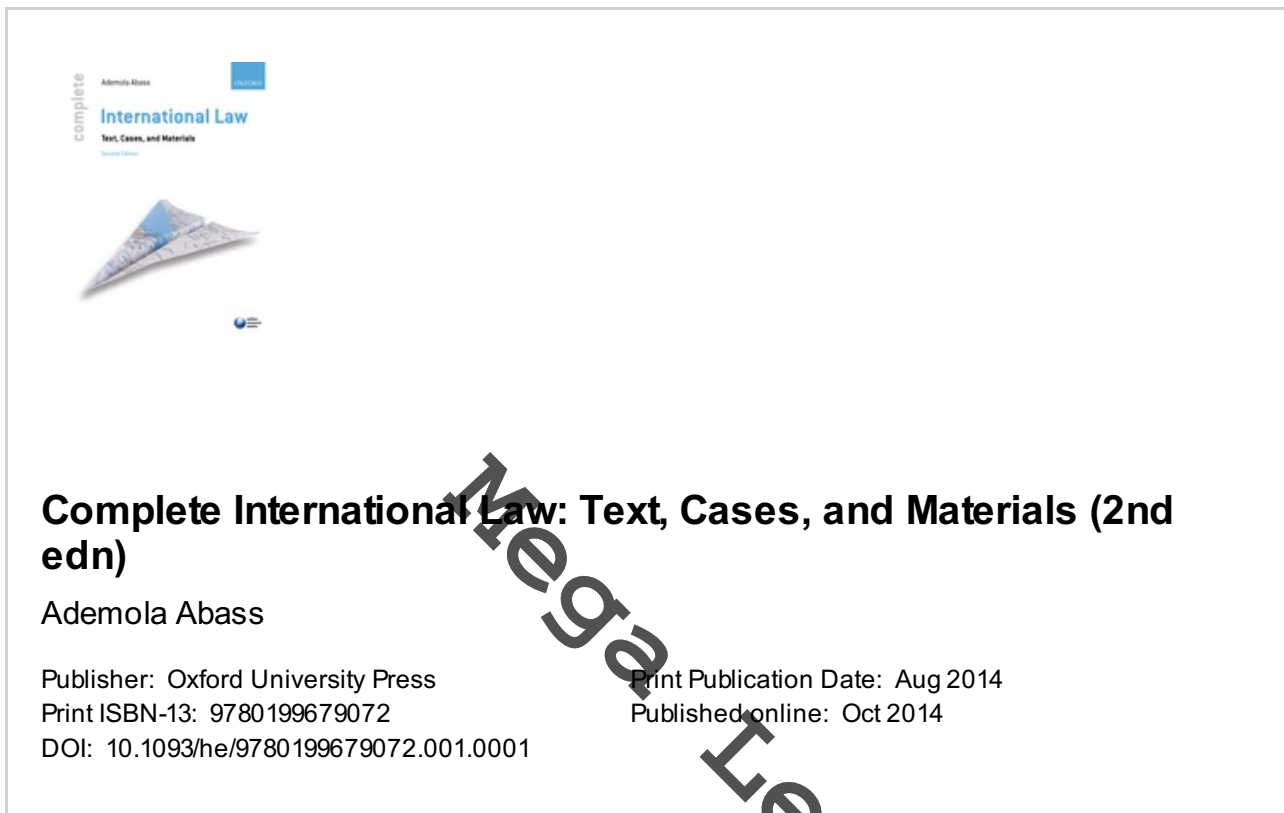 complete
Ademola Abass
OXFORD
International Law
Text, Cases, and Materials
Second Edition
Complete International Law: Text, Cases, and Materials (2nd
edn)
Ademola Abass
Publisher: Oxford University Press
Print Publication Date: Aug 2014
Print ISBN-13: 9780199679072
Published online: Oct 2014
DOI: 10.1093/he/9780199679072.001.0001
Mega Le